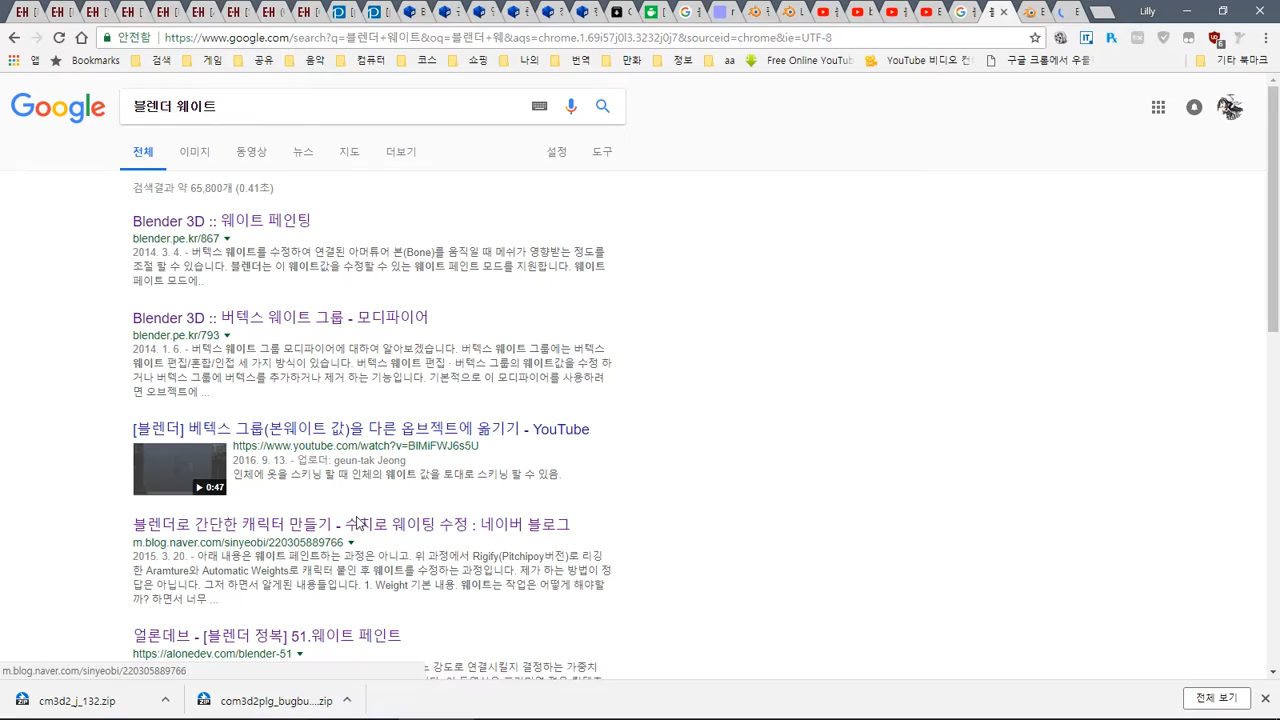 EH EH EH EH EH EH EH EH EH Lilly
안전함 https://www.google.com/search?q=블렌더+웨이트&oq=블랜더+웨&aqs=chrome.1.69i57j0l3.3232j0j7&sourceid=chrome&ie=UTF-8
앱 Bookmarks 검색 게임 공유 음악 컴퓨터 코스 쇼핑 나의 번역 만화 정보 aa Free Online YouTub YouTube 비디오 컨 구글 크롬에서 우클 기타 북마크
Google 블렌더 웨이트
전체 이미지 동영상 뉴스 지도 더보기 설정 도구
검색결과 약 65,800개 (0.41초)
Blender 3D :: 웨이트 페인팅
blender.pe.kr/867
2014. 3. 4. - 버텍스 웨이트를 수정하여 연결된 아머튜어 본(Bone)를 움직일 때 메쉬가 영향받는 정도를
조절 할 수 있습니다. 블렌더는 이 웨이트값을 수정할 수 있는 웨이트 페인트 모드를 지원합니다. 웨이트
페이트 모드에..
Blender 3D :: 버텍스 웨이트 그룹 - 모디파이어
blender.pe.kr/793
2014. 1. 6. - 버텍스 웨이트 그룹 모디파이어에 대하여 알아보겠습니다. 버텍스 웨이트 그룹에는 버텍스
웨이트 편집/혼합/인접 세 가지 방식이 있습니다. 버텍스 웨이트 편집 · 버텍스 그룹의 웨이트값을 수정 하
거나 버텍스 그룹에 버텍스를 추가하거나 제거 하는 기능입니다. 기본적으로 이 모디파이어를 사용하려
면 오브젝트에 ...
[블렌더] 베텍스 그룹(본웨이트 값)을 다른 옵브젝트에 옮기기 - YouTube
https://www.youtube.com/watch?v=BIMiFWJ6s5U
2016. 9. 13. - 업로더: geun-tak Jeong
인체에 옷을 스키닝 할 때 인체의 웨이트 값을 토대로 스키닝 할 수 있음.
0:47
블렌더로 간단한 캐릭터 만들기 - 수치로 웨이팅 수정 : 네이버 블로그
m.blog.naver.com/sinyeobi/220305889766
2015. 3. 20. - 아래 내용은 웨이트 페인트하는 과정은 아니고. 위 과정에서 Rigify(Pitchipoy버전)로 리깅
한 Aramture와 Automatic Weights로 캐릭터 붙인 후 웨이트를 수정하는 과정입니다. 제가 하는 방법이 정
답은 아닙니다. 그저 하면서 알게된 내용들입니다. 1. Weight 기본 내용. 웨이트는 작업은 어떻게 해야할
까? 하면서 너무 ...
얼론데브 - [블렌더 정복] 51.웨이트 페인트
https://alonedev.com/blender-51
강도로 연결시킬지 결정하는 가중치
m.blog.naver.com/sinyeobi/220305889766
cm3d2_j_132.zip com3d2plg_bugbu....zip 전체 보기